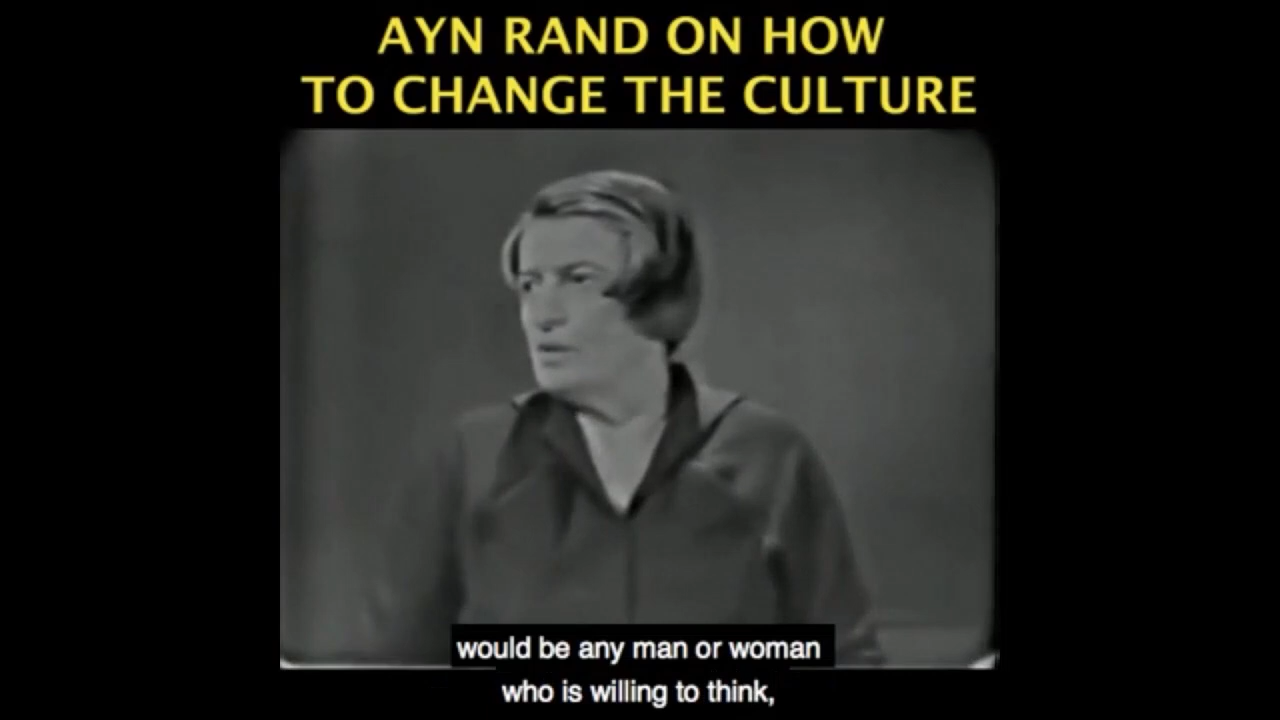 AYN RAND ON HOW
TO CHANGE THE CULTURE
would be any man or woman
who is willing to think,